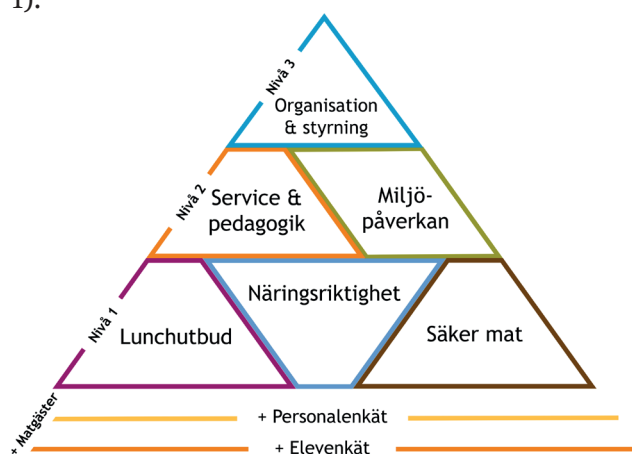 1).
Nivå 3
Organisation
& styrning
Nivå 2
Service &
pedagogik
Miljö-
påverkan
Nivå 1
Lunchutbud
Näringsriktighet
Säker mat
+ Matgäster
+ Personalenkät
+ Elevenkät